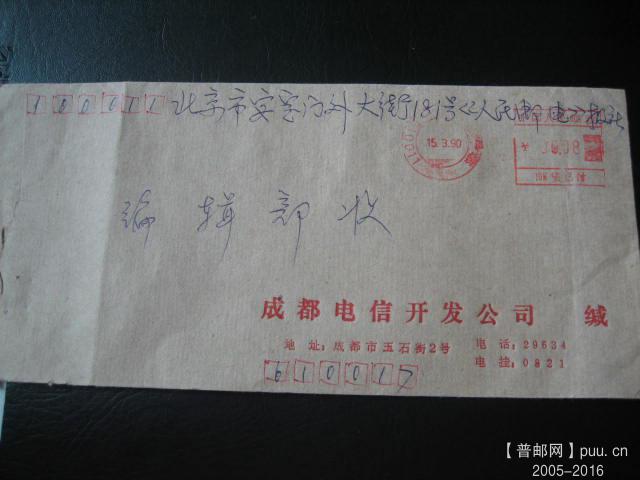 100011 北京市安定门外大街181号《人民邮电》报社
15.3.90
编辑部收
成都电信开发公司 缄
地址:成都市玉石街2号 电话:29534
电挂:0821
610017
【普邮网】puu.cn
2005-2016